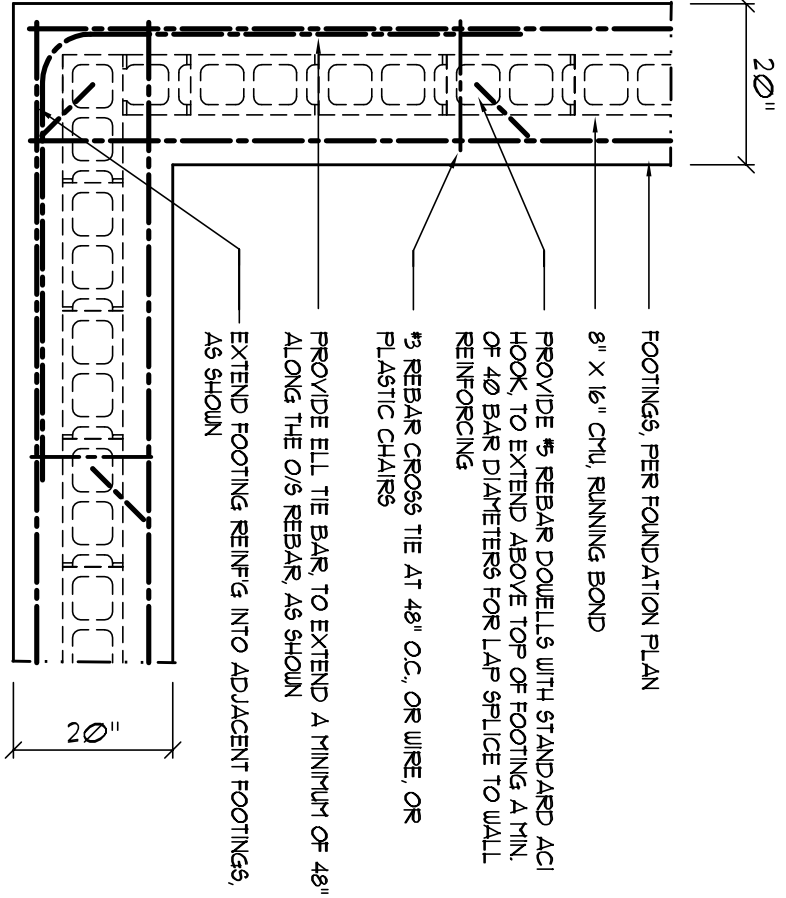 20"
FOOTINGS, PER FOUNDATION PLAN
8" X 16" CMU, RUNNING BOND
PROVIDE #5 REBAR DOWELLS WITH STANDARD ACI
HOOK, TO EXTEND ABOVE TOP OF FOOTING A MIN.
OF 40 BAR DIAMETERS FOR LAP SPLICE TO WALL
REINFORCING
#3 REBAR CROSS TIE AT 48" O.C., OR WIRE, OR
PLASTIC CHAIRS
PROVIDE ELL TIE BAR, TO EXTEND A MINIMUM OF 48"
ALONG THE O/S REBAR, AS SHOWN
EXTEND FOOTING REINF'G INTO ADJACENT FOOTINGS,
AS SHOWN
20"